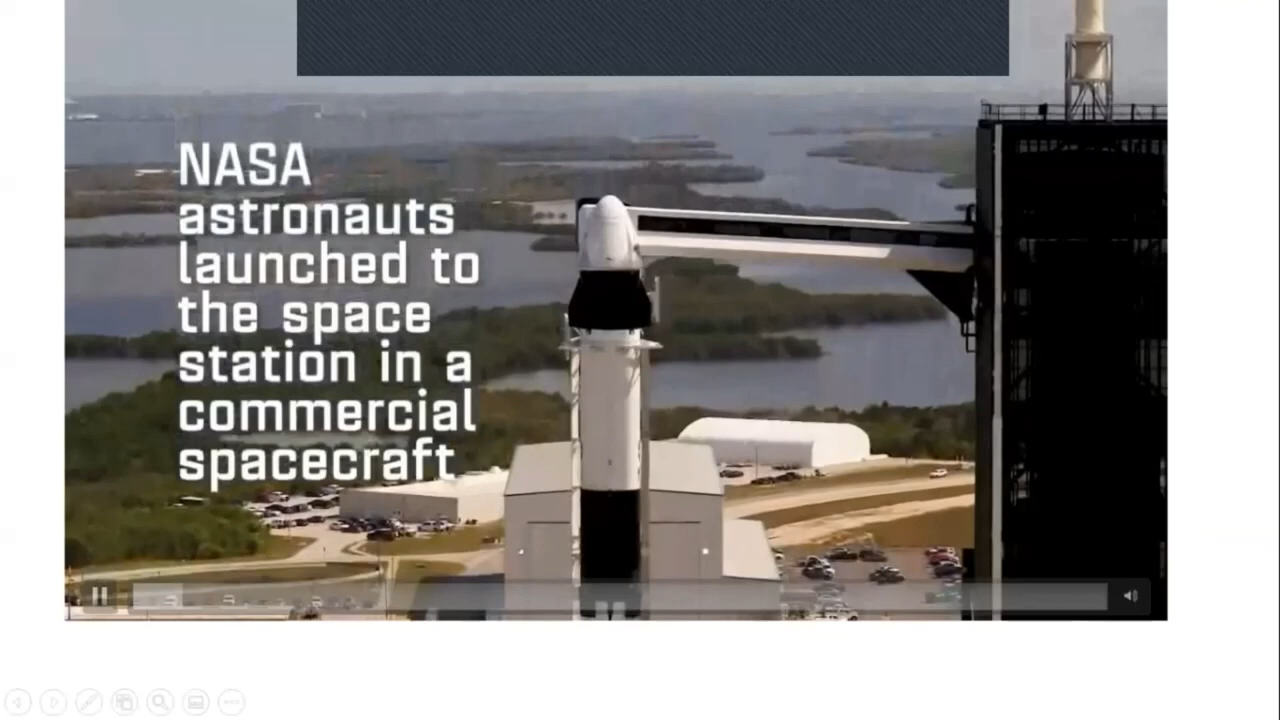 NASA
astronauts
launched to
the space
station in a
commercial
spacecraft